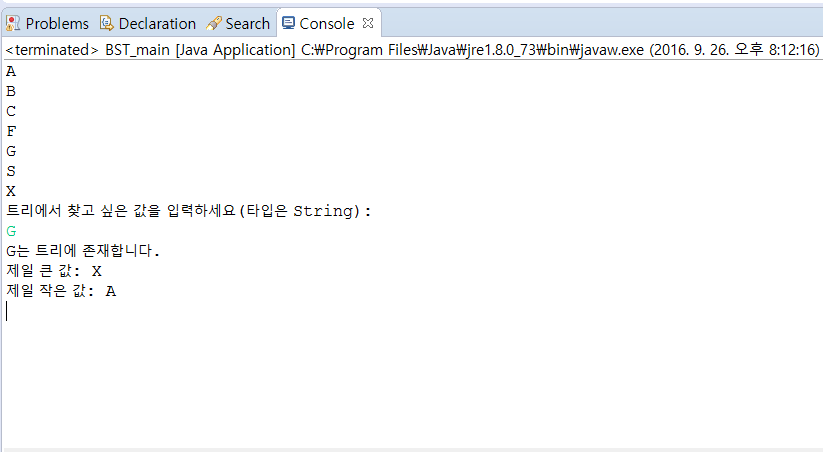 Problems Declaration Search Console
<terminated> BST_main [Java Application] C:₩Program Files₩Java₩jre1.8.0_73₩bin₩javaw.exe (2016. 9. 26. 오후 8:12:16)
A
B
C
F
G
S
X
트리에서 찾고 싶은 값을 입력하세요(타입은 String):
G
G는 트리에 존재합니다.
제일 큰 값: X
제일 작은 값: A